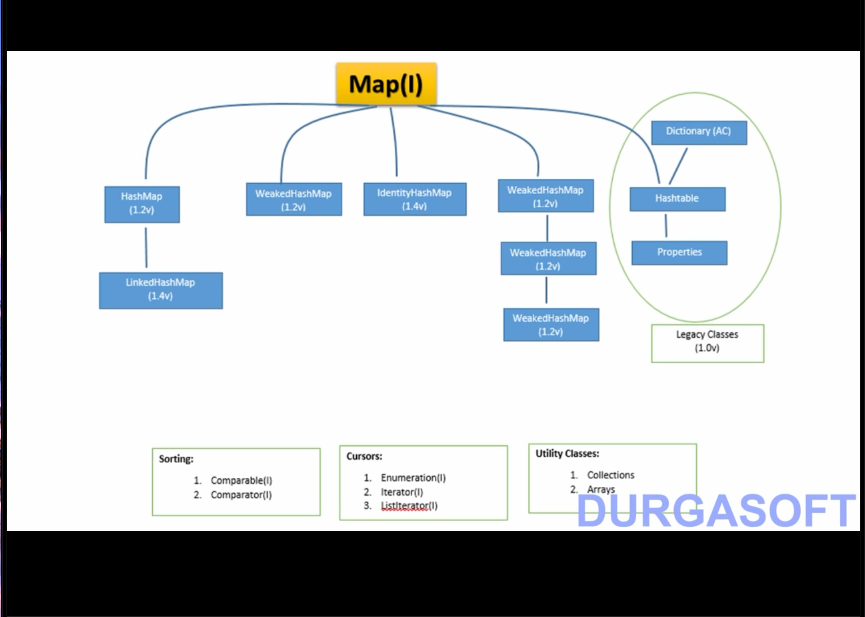 Map(I)
Dictionary (AC)
HashMap
(1.2v)
WeakedHashMap
(1.2v)
IdentityHashMap
(1.4v)
WeakedHashMap
(1.2v)
Hashtable
WeakedHashMap
(1.2v)
Properties
LinkedHashMap
(1.4v)
WeakedHashMap
(1.2v)
Legacy Classes
(1.0v)
Sorting:
1. Comparable(I)
2. Comparator(I)
Cursors:
1. Enumeration(I)
2. Iterator(I)
3. ListIterator(I)
Utility Classes:
1. Collections
2. Arrays
DURGASOFT